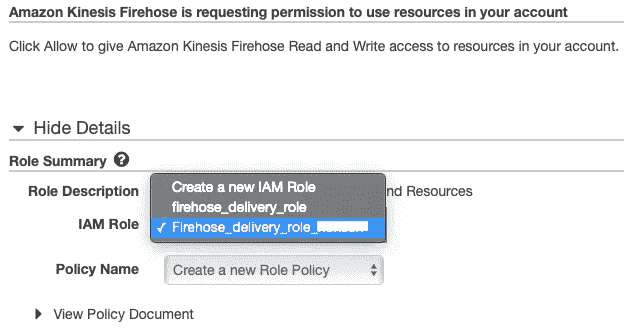 Amazon Kinesis Firehose is requesting permission to use resources in your account
Click Allow to give Amazon Kinesis Firehose Read and Write access to resources in your account.
Hide Details
Role Summary ?
Role Description nd Resources
Create a new IAM Role
firehose_delivery_role
IAM Role ✓ Firehose_delivery_role_
Policy Name Create a new Role Policy
View Policy Document